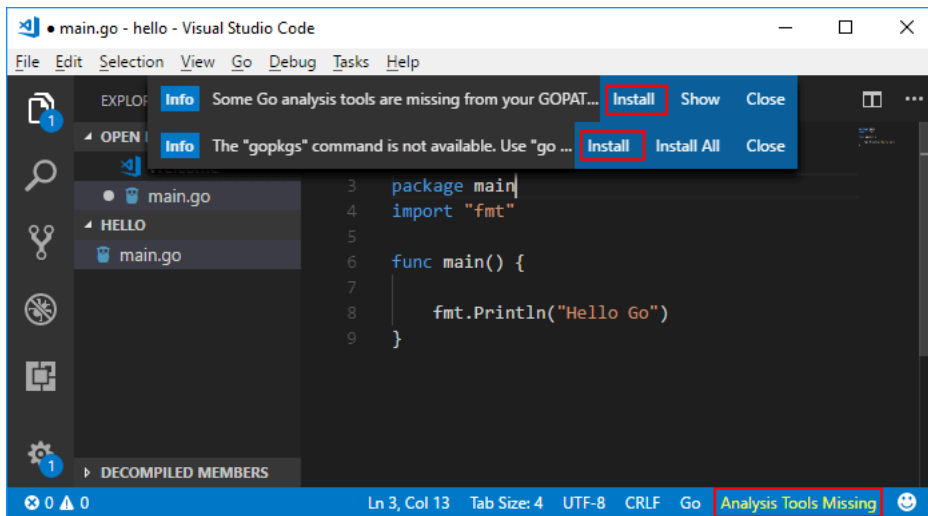 ● main.go - hello - Visual Studio Code
File Edit Selection View Go Debug Tasks Help
EXPLOR
Info Some Go analysis tools are missing from your GOPAT... Install Show Close
1
OPEN
Info The "gopkgs" command is not available. Use "go ... Install Install All Close
Welcome
3 package main
● main.go
4 import "fmt"
HELLO
5
main.go
6 func main() {
7
8 fmt.Println("Hello Go")
9 }
1
DECOMPILED MEMBERS
0 0 Ln 3, Col 13 Tab Size: 4 UTF-8 CRLF Go Analysis Tools Missing